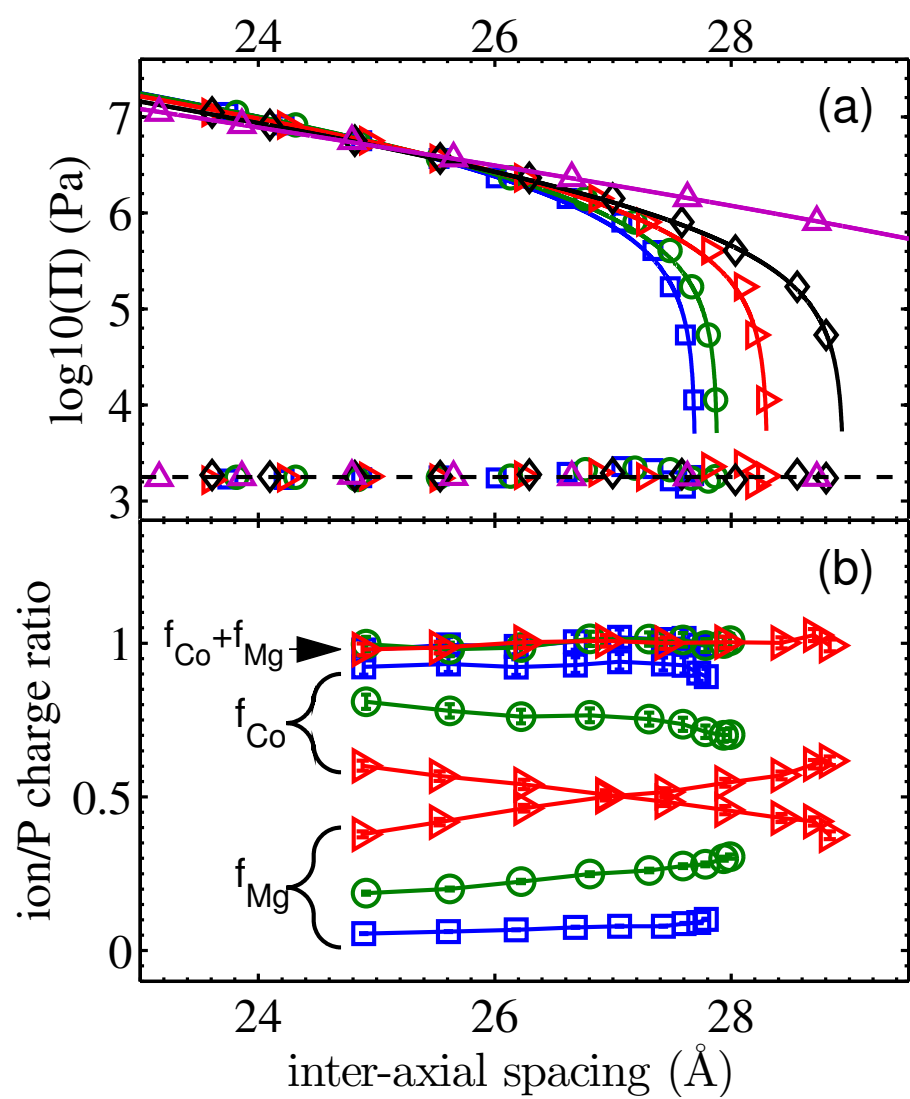 24 26 28
(a)
log10(Π) (Pa)
7
6
5
4
3
(b)
ion/P charge ratio
1
0.5
0
f_Co+f_Mg
f_Co
f_Mg
24 26 28
inter-axial spacing (Å)